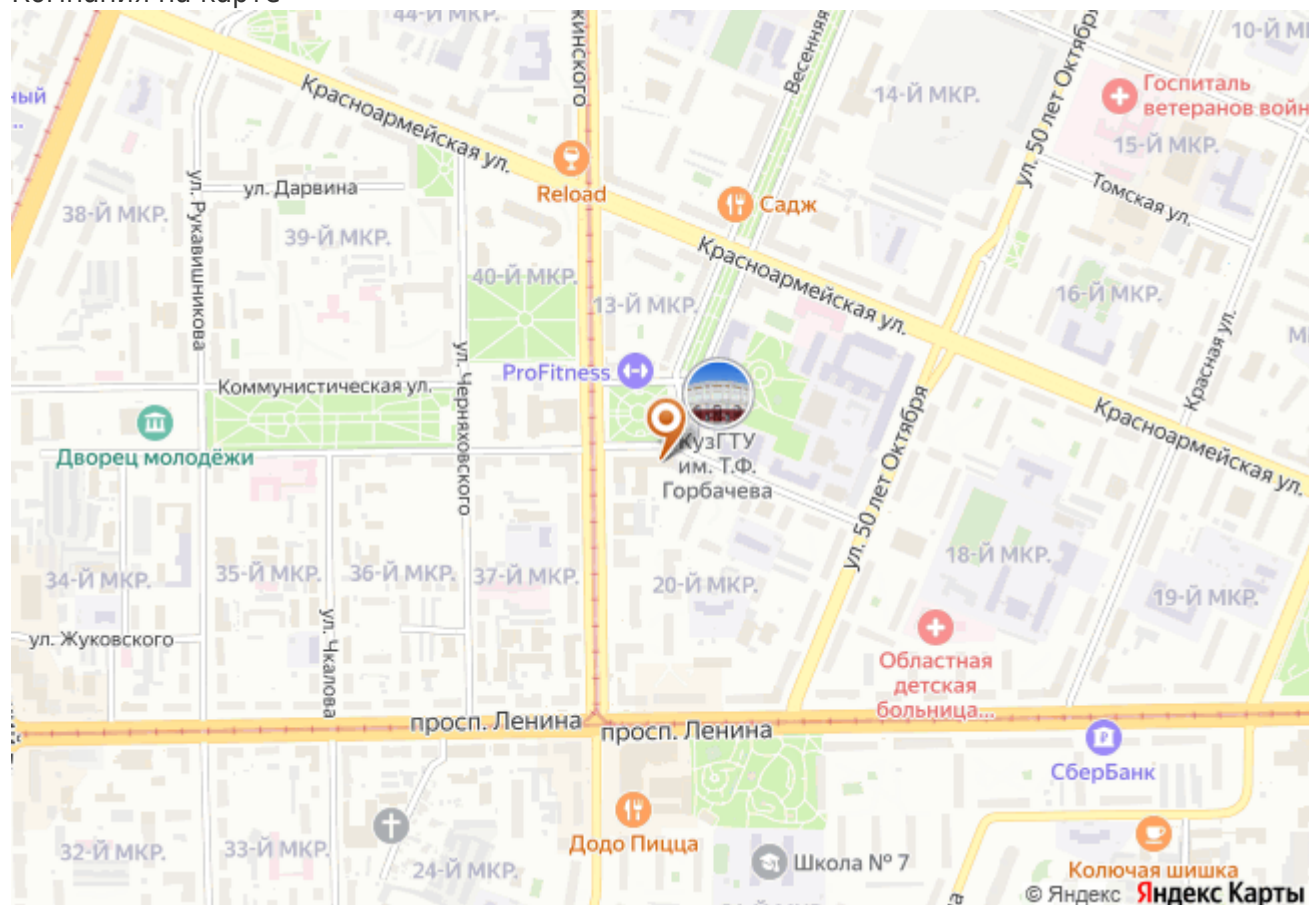 44-Й МКР.
10-Й М
Весенняя
ул. 50 лет Октября
Госпиталь
ветеранов войн
14-Й МКР.
15-Й МКР.
ный
...
Красноармейская ул.
Reload
Садж
Томская ул.
ул. Дарвина
38-Й МКР.
ул. Рукавишникова
39-Й МКР.
40-Й МКР.
13-Й МКР.
Красноармейская ул.
16-Й МКР.
Красная ул.
ProFitness
Коммунистическая ул.
ул. Черняховского
Дворец молодёжи
КузГТУ
им. Т.Ф.
Горбачева
ул. 50 лет Октября
Красноармейская ул.
18-Й МКР.
19-Й МКР.
34-Й МКР.
35-Й МКР.
36-Й МКР.
37-Й МКР.
20-Й МКР.
ул. Жуковского
ул. Чкалова
Областная
детская
больница...
просп. Ленина
просп. Ленина
СберБанк
Додо Пицца
Школа № 7
Колючая шишка
32-Й МКР.
33-Й МКР.
24-Й МКР.
© Яндекс Яндекс Карты